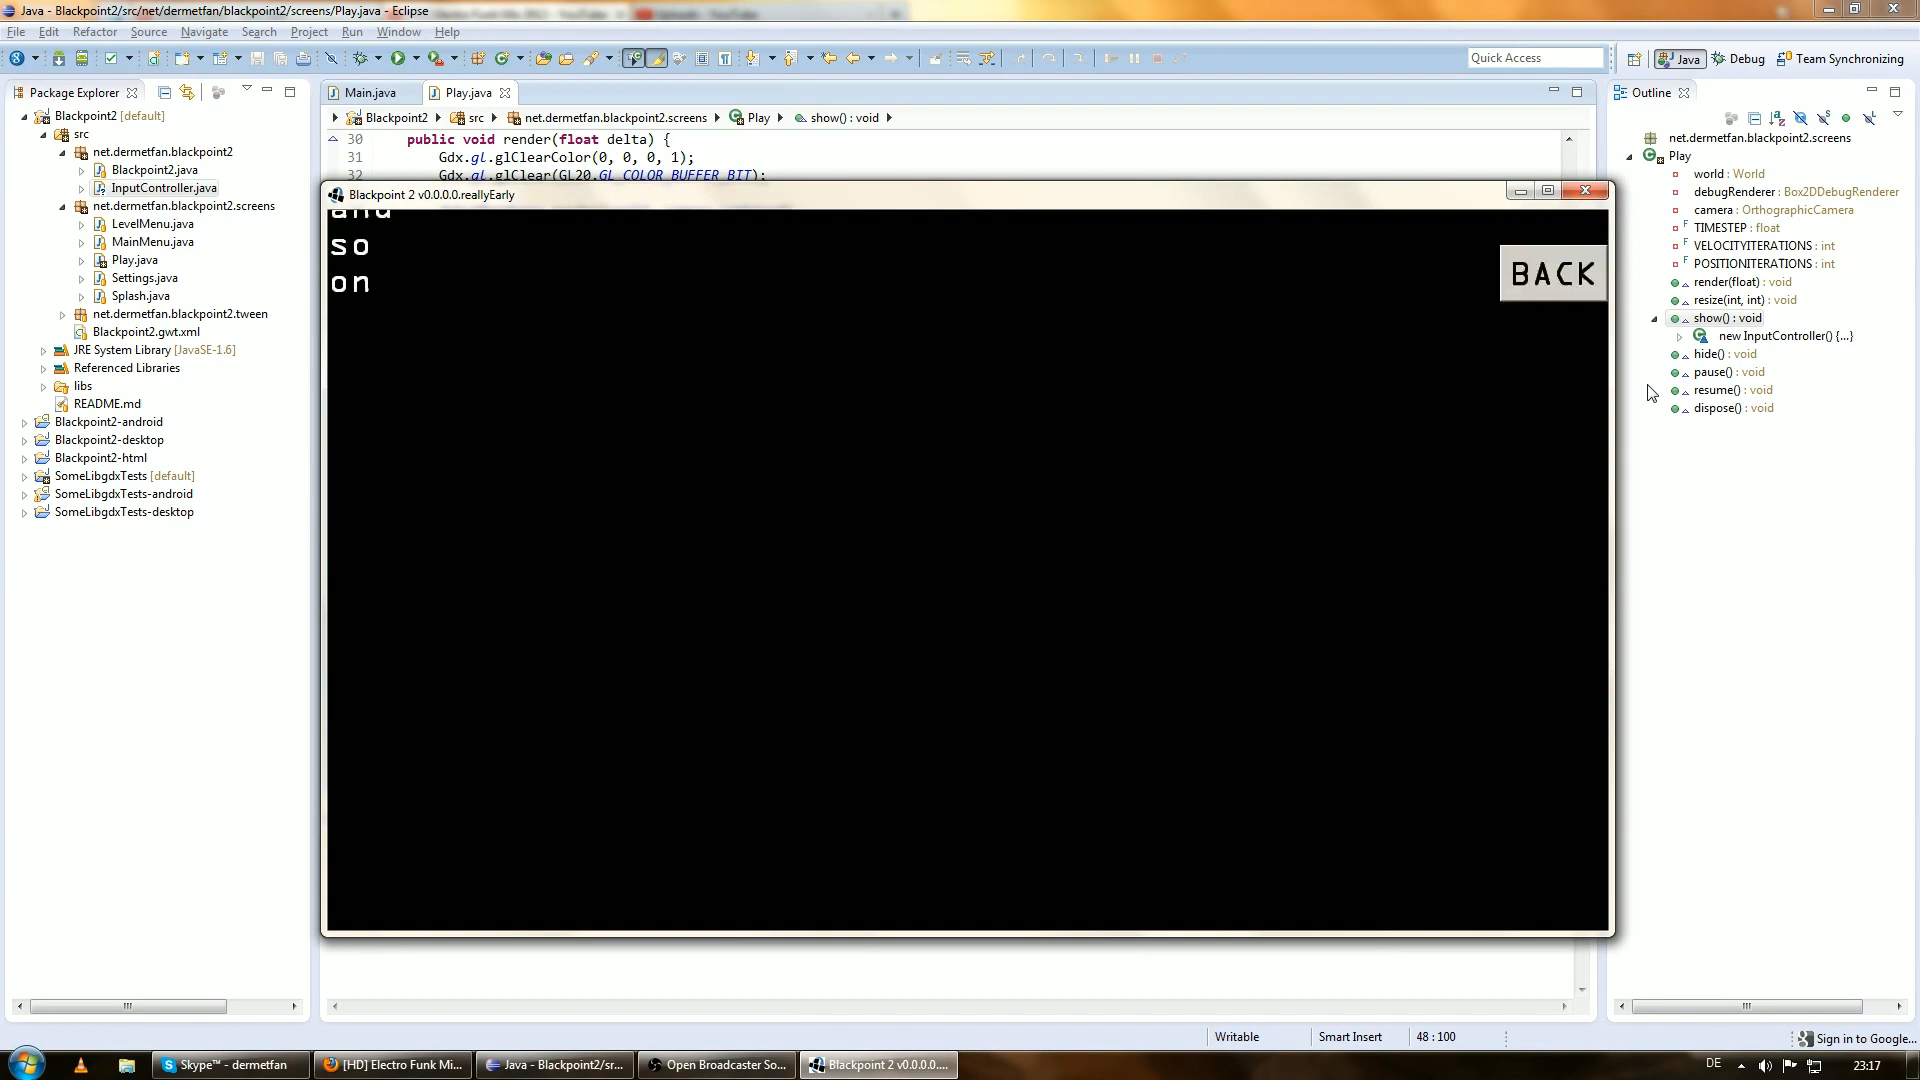 Java - Blackpoint2/src/net/dermetfan/blackpoint2/screens/Play.java - Eclipse
File Edit Refactor Source Navigate Search Project Run Window Help
Quick Access
Java
Debug
Team Synchronizing
Package Explorer
Main.java
Play.java
Outline
Blackpoint2 [default]
src
net.dermetfan.blackpoint2
Blackpoint2.java
InputController.java
net.dermetfan.blackpoint2.screens
LevelMenu.java
MainMenu.java
Play.java
Settings.java
Splash.java
net.dermetfan.blackpoint2.tween
Blackpoint2.gwt.xml
JRE System Library [JavaSE-1.6]
Referenced Libraries
libs
README.md
Blackpoint2-android
Blackpoint2-desktop
Blackpoint2-html
SomeLibgdxTests [default]
SomeLibgdxTests-android
SomeLibgdxTests-desktop
Blackpoint2 src net.dermetfan.blackpoint2.screens Play show() : void
30 public void render(float delta) {
31 Gdx.gl.glClearColor(0, 0, 0, 1);
32 Gdx.gl.glClear(GL20.GL_COLOR_BUFFER_BIT);
Blackpoint 2 v0.0.0.0.reallyEarly
and
so
on
BACK
net.dermetfan.blackpoint2.screens
Play
world : World
debugRenderer : Box2DDebugRenderer
camera : OrthographicCamera
TIMESTEP : float
VELOCITYITERATIONS : int
POSITIONITERATIONS : int
render(float) : void
resize(int, int) : void
show() : void
new InputController() {...}
hide() : void
pause() : void
resume() : void
dispose() : void
Writable
Smart Insert
48 : 100
Sign in to Google...
Skype™ - dermetfan
[HD] Electro Funk Mi...
Java - Blackpoint2/sr...
Open Broadcaster So...
Blackpoint 2 v0.0.0.0....
DE
23:17